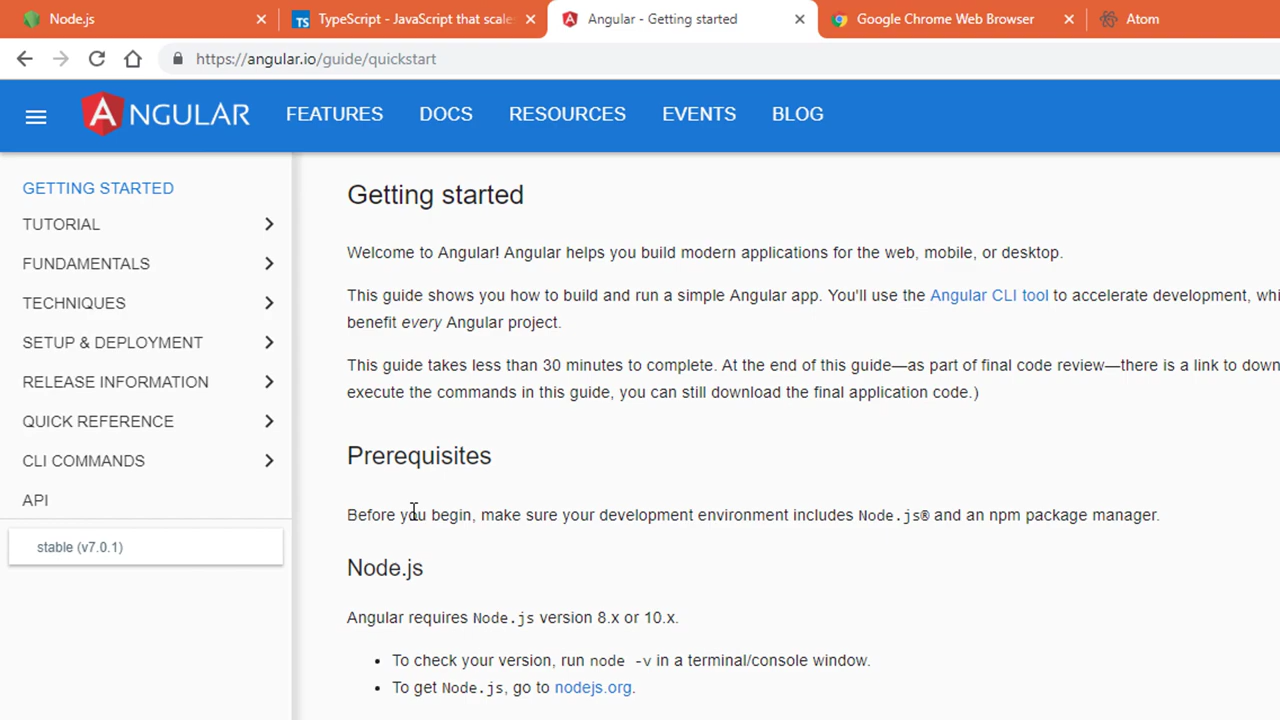 Node.js
TypeScript - JavaScript that scale
Angular - Getting started
Google Chrome Web Browser
Atom
https://angular.io/guide/quickstart
ANGULAR
FEATURES
DOCS
RESOURCES
EVENTS
BLOG
GETTING STARTED
TUTORIAL
FUNDAMENTALS
TECHNIQUES
SETUP & DEPLOYMENT
RELEASE INFORMATION
QUICK REFERENCE
CLI COMMANDS
API
stable (v7.0.1)
Getting started
Welcome to Angular! Angular helps you build modern applications for the web, mobile, or desktop.
This guide shows you how to build and run a simple Angular app. You'll use the Angular CLI tool to accelerate development, whi
benefit every Angular project.
This guide takes less than 30 minutes to complete. At the end of this guide—as part of final code review—there is a link to down
execute the commands in this guide, you can still download the final application code.)
Prerequisites
Before you begin, make sure your development environment includes Node.js® and an npm package manager.
Node.js
Angular requires Node.js version 8.x or 10.x.
• To check your version, run node -v in a terminal/console window.
• To get Node.js, go to nodejs.org.